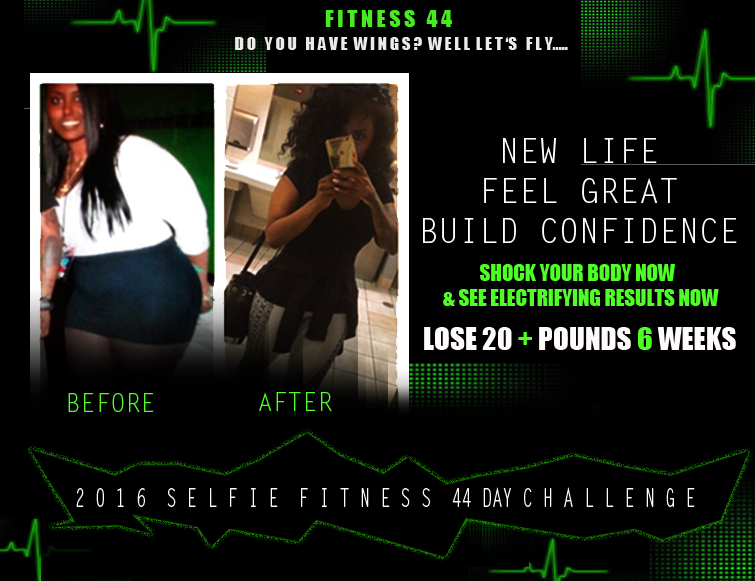 FITNESS 44
DO YOU HAVE WINGS? WELL LET'S FLY.....
NEW LIFE
FEEL GREAT
BUILD CONFIDENCE
SHOCK YOUR BODY NOW
& SEE ELECTRIFYING RESULTS NOW
LOSE 20 + POUNDS 6 WEEKS
BEFORE
AFTER
2016 SELFIE FITNESS 44 DAY CHALLENGE